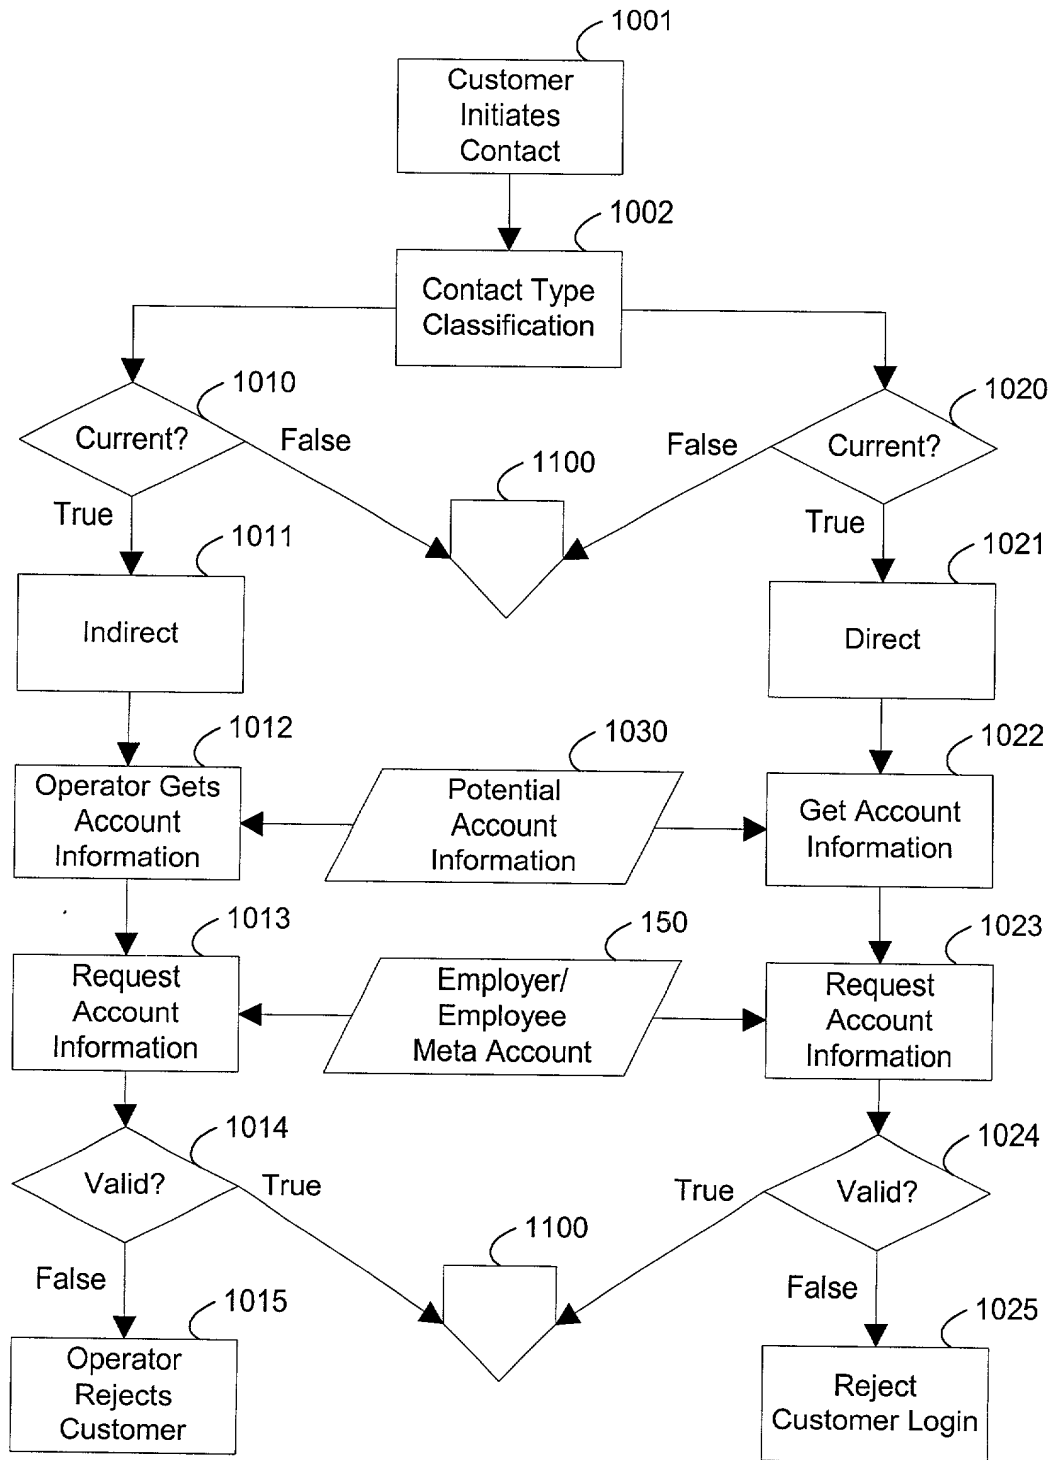 1001
Customer
Initiates
Contact
1002
Contact Type
Classification
1010
Current?
False
1020
Current?
False
1100
True
True
1011
Indirect
1021
Direct
1012
Operator Gets
Account
Information
1030
Potential
Account
Information
1022
Get Account
Information
1013
Request
Account
Information
150
Employer/
Employee
Meta Account
1023
Request
Account
Information
1014
Valid?
True
1024
Valid?
True
1100
False
False
1015
Operator
Rejects
Customer
1025
Reject
Customer Login